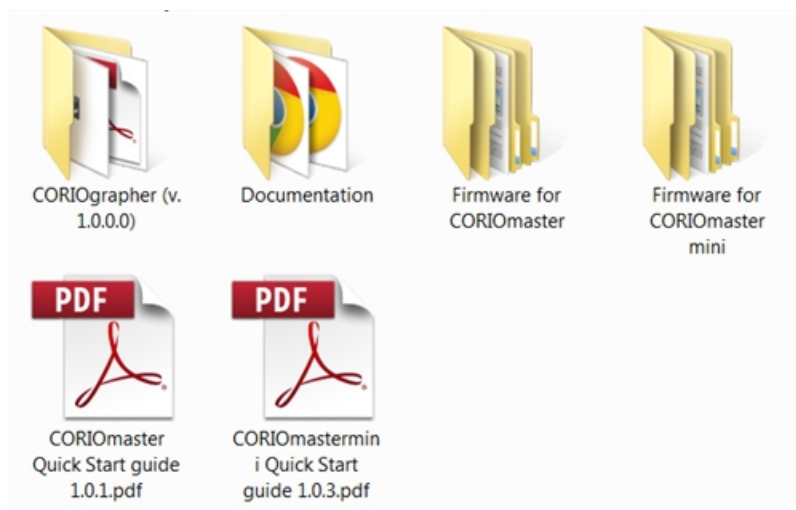 CORIOgrapher (v.
1.0.0.0)
Documentation
Firmware for
CORIOmaster
Firmware for
CORIOmaster
mini
PDF
CORIOmaster
Quick Start guide
1.0.1.pdf
PDF
CORIOmastermin
i Quick Start
guide 1.0.3.pdf